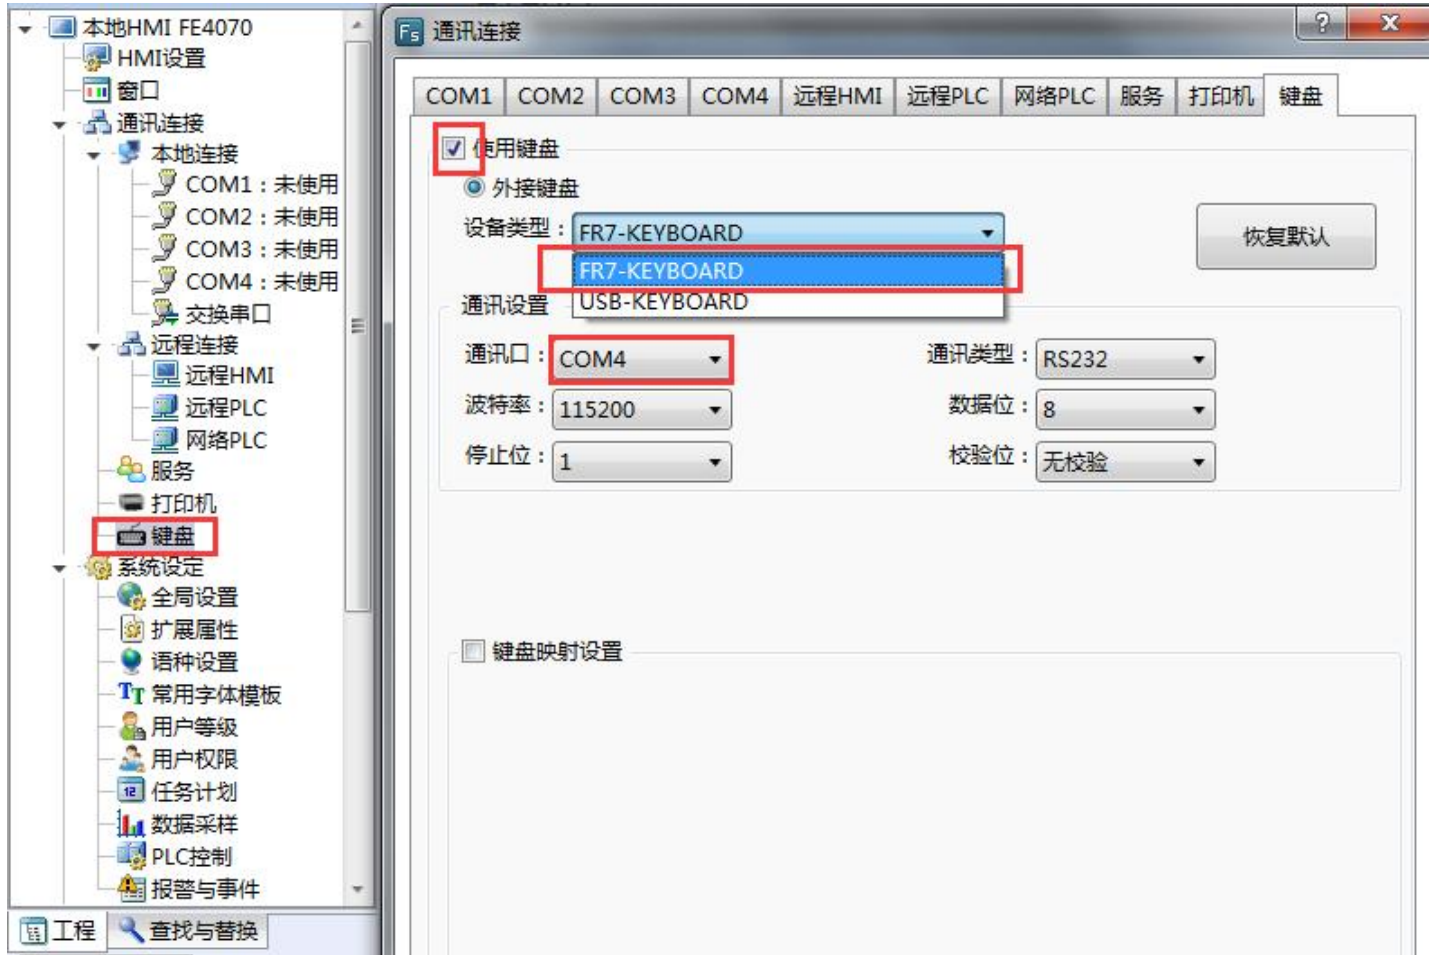 本地HMI FE4070
HMI设置
窗口
通讯连接
本地连接
COM1：未使用
COM2：未使用
COM3：未使用
COM4：未使用
交换串口
远程连接
远程HMI
远程PLC
网络PLC
服务
打印机
键盘
系统设定
全局设置
扩展属性
语种设置
常用字体模板
用户等级
用户权限
任务计划
数据采样
PLC控制
报警与事件
工程 查找与替换
通讯连接
COM1 COM2 COM3 COM4 远程HMI 远程PLC 网络PLC 服务 打印机 键盘
使用键盘
外接键盘
设备类型：FR7-KEYBOARD
恢复默认
FR7-KEYBOARD
USB-KEYBOARD
通讯设置
通讯口：COM4 通讯类型：RS232
波特率：115200 数据位：8
停止位：1 校验位：无校验
键盘映射设置